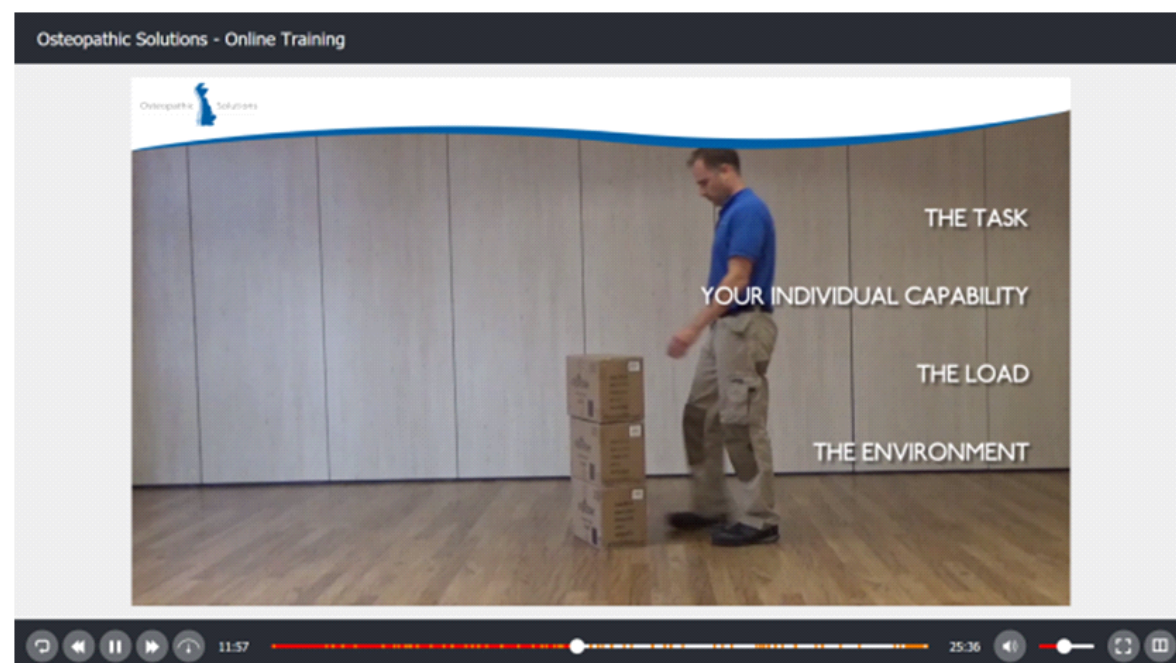 Osteopathic Solutions - Online Training
Osteopathic Solutions
THE TASK
YOUR INDIVIDUAL CAPABILITY
THE LOAD
THE ENVIRONMENT
11:57
25:36